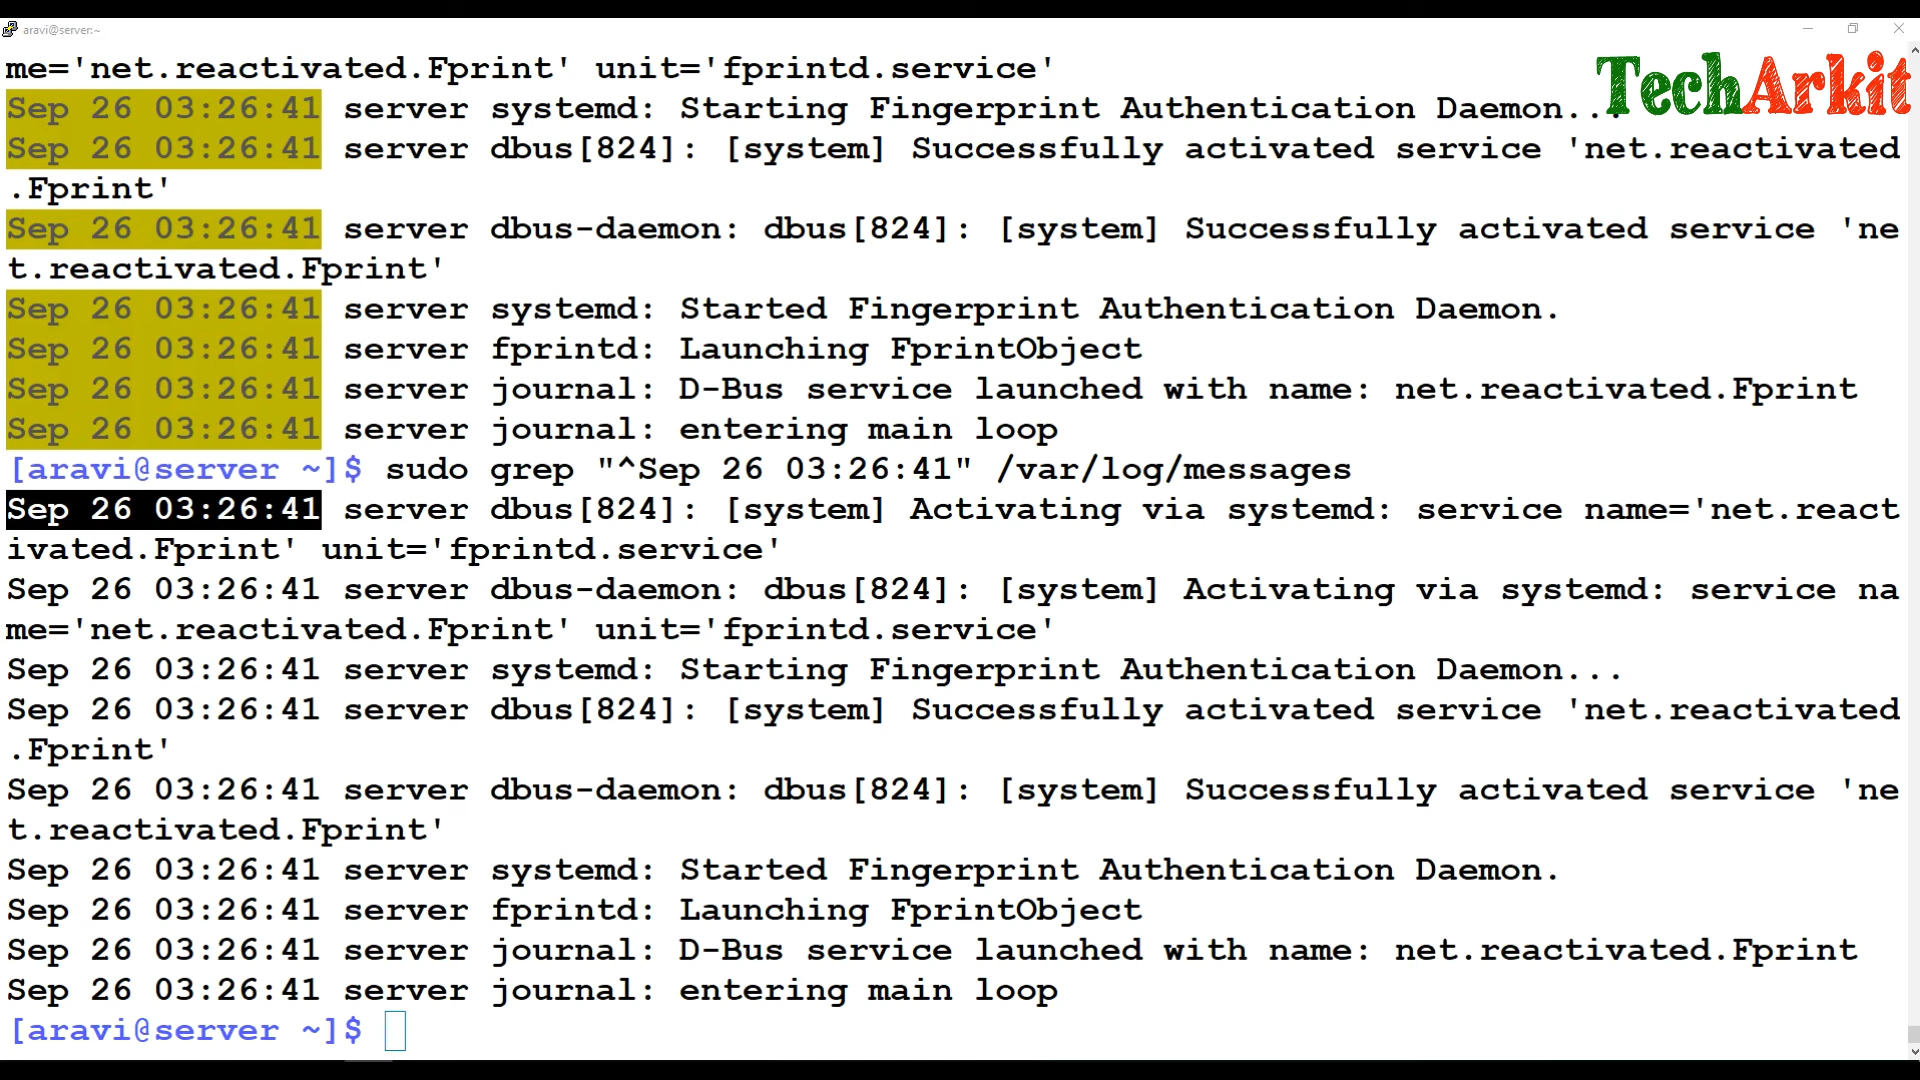 aravi@server:~
TechArkit
me='net.reactivated.Fprint' unit='fprintd.service'
Sep 26 03:26:41 server systemd: Starting Fingerprint Authentication Daemon...
Sep 26 03:26:41 server dbus[824]: [system] Successfully activated service 'net.reactivated
.Fprint'
Sep 26 03:26:41 server dbus-daemon: dbus[824]: [system] Successfully activated service 'ne
t.reactivated.Fprint'
Sep 26 03:26:41 server systemd: Started Fingerprint Authentication Daemon.
Sep 26 03:26:41 server fprintd: Launching FprintObject
Sep 26 03:26:41 server journal: D-Bus service launched with name: net.reactivated.Fprint
Sep 26 03:26:41 server journal: entering main loop
[aravi@server ~]$ sudo grep "^Sep 26 03:26:41" /var/log/messages
Sep 26 03:26:41 server dbus[824]: [system] Activating via systemd: service name='net.react
ivated.Fprint' unit='fprintd.service'
Sep 26 03:26:41 server dbus-daemon: dbus[824]: [system] Activating via systemd: service na
me='net.reactivated.Fprint' unit='fprintd.service'
Sep 26 03:26:41 server systemd: Starting Fingerprint Authentication Daemon...
Sep 26 03:26:41 server dbus[824]: [system] Successfully activated service 'net.reactivated
.Fprint'
Sep 26 03:26:41 server dbus-daemon: dbus[824]: [system] Successfully activated service 'ne
t.reactivated.Fprint'
Sep 26 03:26:41 server systemd: Started Fingerprint Authentication Daemon.
Sep 26 03:26:41 server fprintd: Launching FprintObject
Sep 26 03:26:41 server journal: D-Bus service launched with name: net.reactivated.Fprint
Sep 26 03:26:41 server journal: entering main loop
[aravi@server ~]$